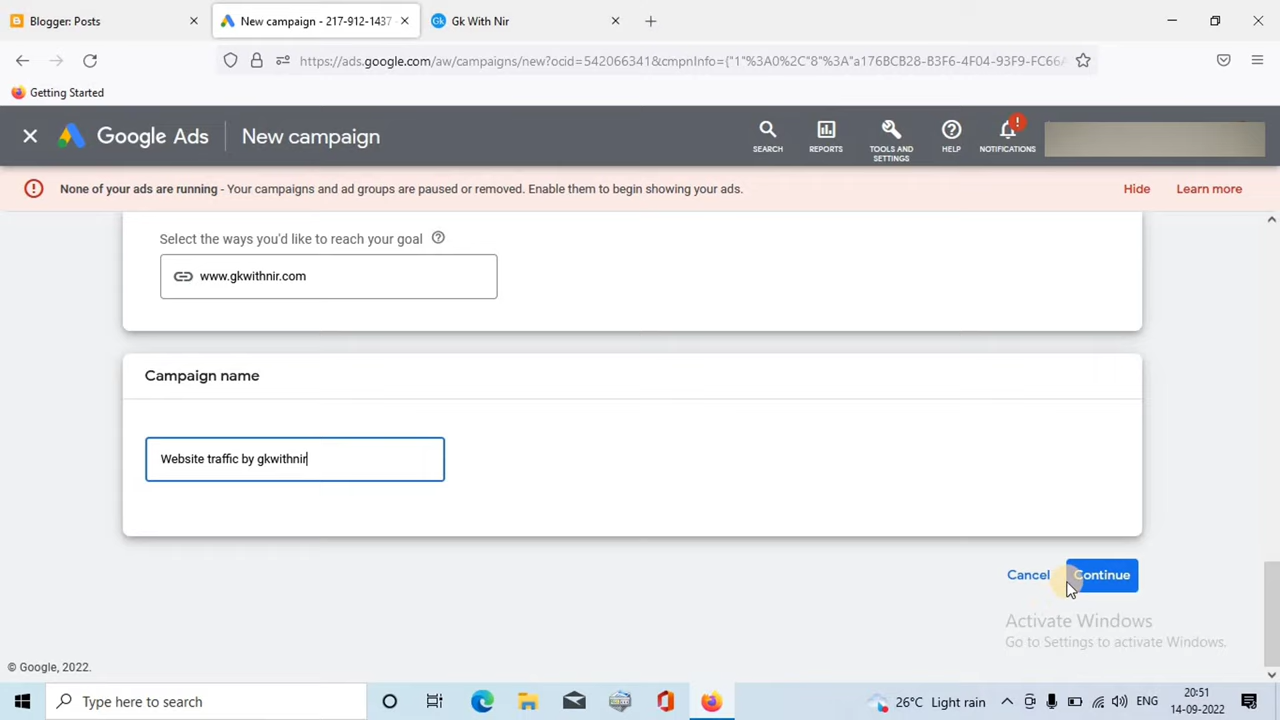 Blogger: Posts
New campaign - 217-912-1437
Gk With Nir
https://ads.google.com/aw/campaigns/new?ocid=542066341&cmpnInfo={"1"%3A0%2C"8"%3A"a176BCB28-B3F6-4F04-93F9-FC66A
Getting Started
Google Ads
New campaign
SEARCH
REPORTS
TOOLS AND
SETTINGS
HELP
NOTIFICATIONS
None of your ads are running - Your campaigns and ad groups are paused or removed. Enable them to begin showing your ads.
Hide
Learn more
Select the ways you'd like to reach your goal
www.gkwithnir.com
Campaign name
Website traffic by gkwithnir
Cancel
Continue
Activate Windows
Go to Settings to activate Windows.
© Google, 2022.
Type here to search
26°C Light rain
ENG
20:51
14-09-2022